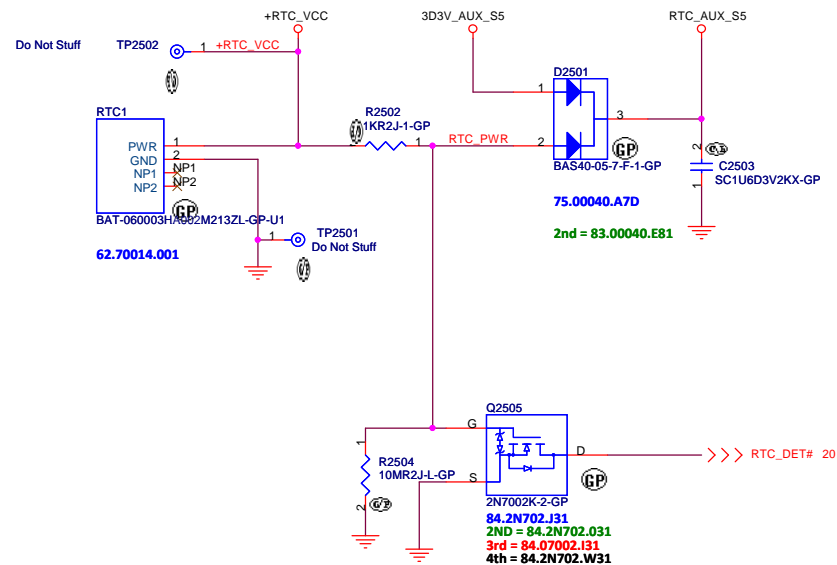 +RTC_VCC
3D3V_AUX_S5
RTC_AUX_S5
Do Not Stuff
TP2502
1
+RTC_VCC
D2501
1
3
2
RTC1
R2502
1KR2J-1-GP
RTC_PWR
PWR
1
GND
2
NP1
NP1
NP2
NP2
1
GP
BAS40-05-7-F-1-GP
2
C2503
SC1U6D3V2KX-GP
1
GP
75.00040.A7D
2nd = 83.00040.E81
1
TP2501
Do Not Stuff
62.70014.001
Q2505
G
D
S
RTC_DET# 20
1
R2504
10MR2J-L-GP
2
GP
2N7002K-2-GP
84.2N702.J31
2ND = 84.2N702.031
3rd = 84.07002.I31
4th = 84.2N702.W31